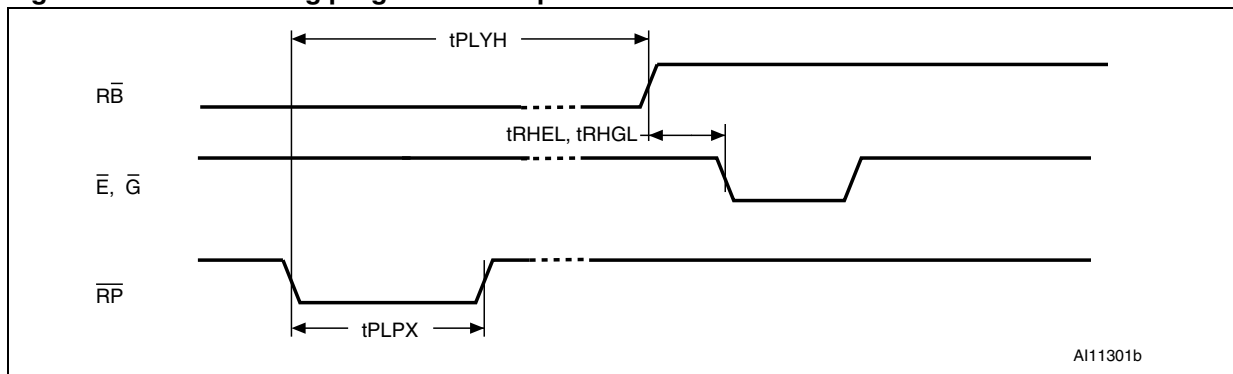 tPLYH
RB̅
tRHEL, tRHGL
E̅, G̅
R̅P̅
tPLPX
AI11301b